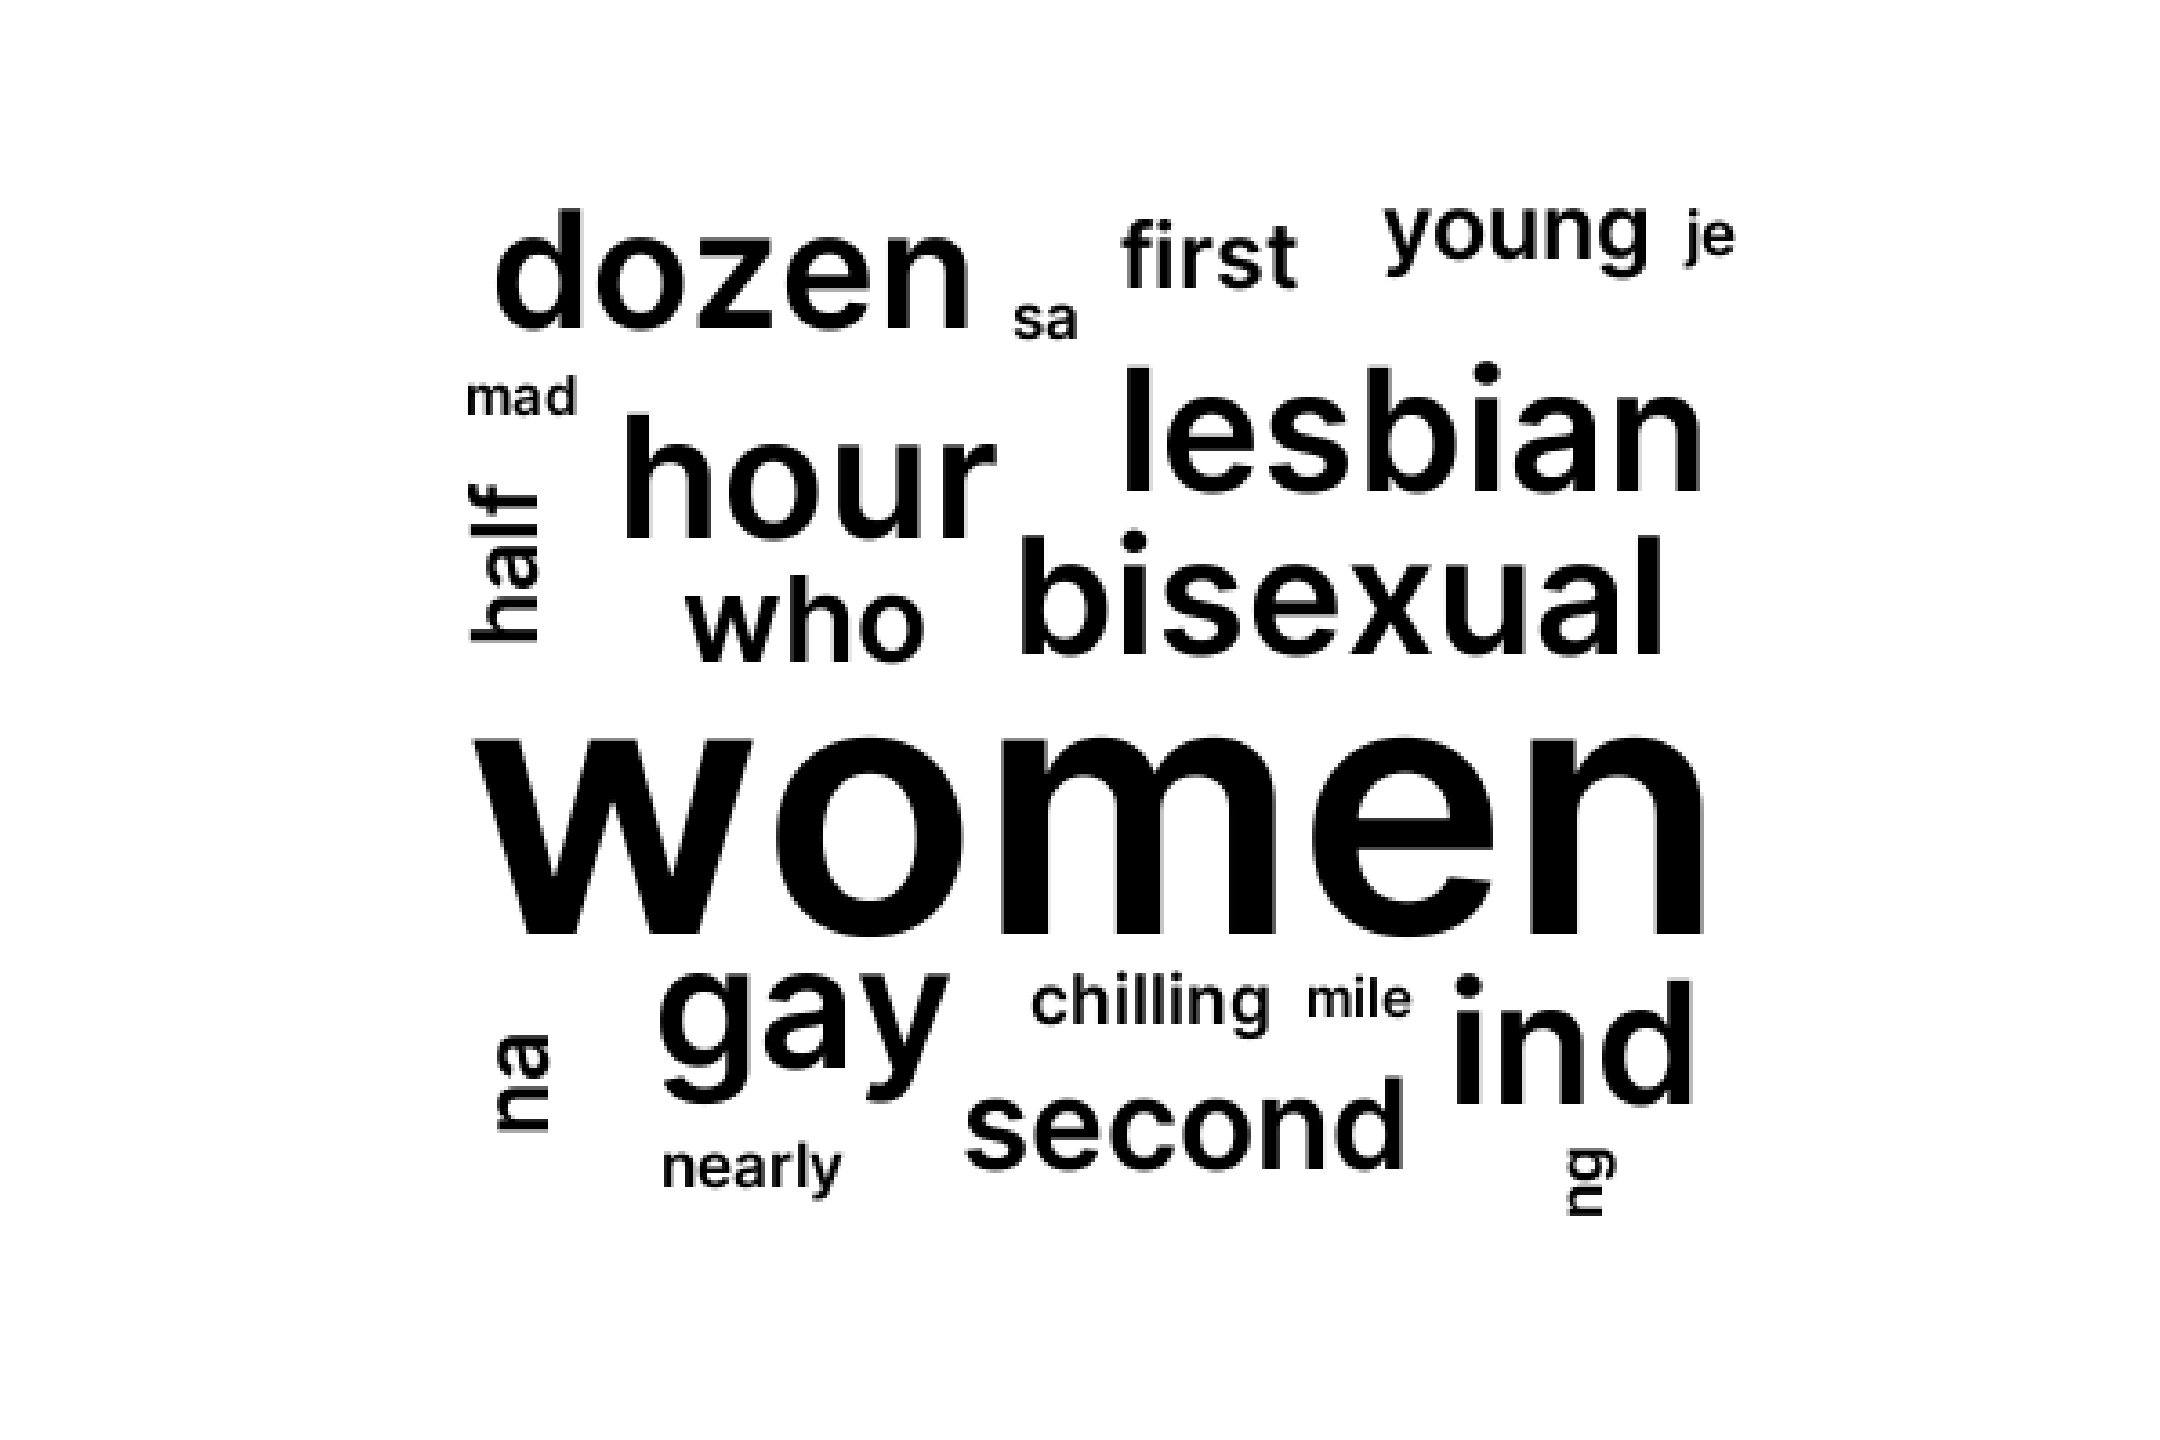 dozen sa first young je
mad hour lesbian
half who bisexual
women
na gay chilling mile ind
nearly second ng